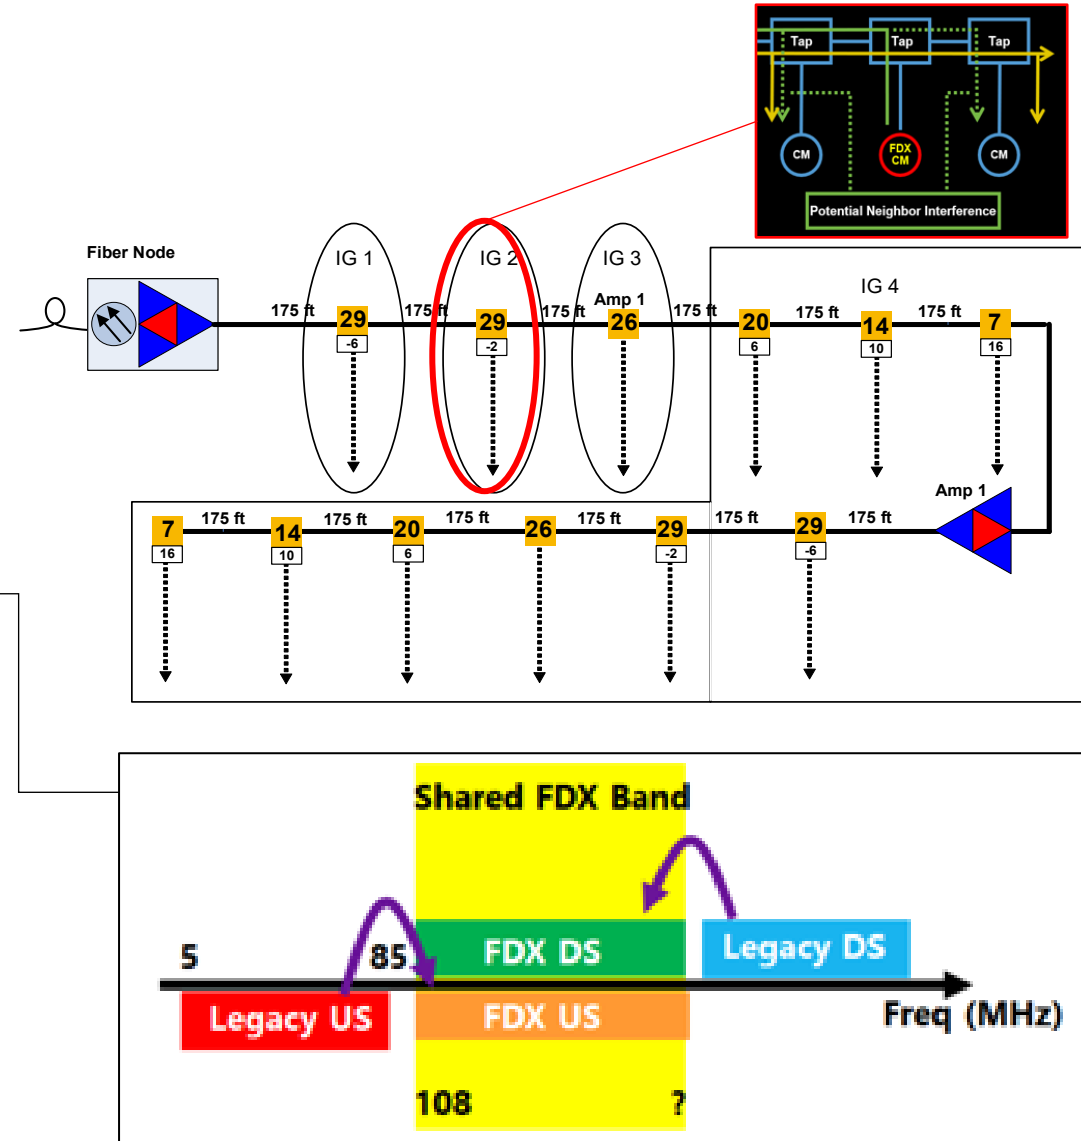 Tap Tap Tap
CM FDX CM CM
Potential Neighbor Interference
Fiber Node
IG 1 IG 2 IG 3 IG 4
Amp 1
175 ft 29 175 ft 29 175 ft 26 175 ft 20 175 ft 14 175 ft 7
-6 -2 6 10 16
Amp 1
7 175 ft 14 175 ft 20 175 ft 26 175 ft 29 175 ft 29 175 ft
16 10 6 -2 -6
Shared FDX Band
5 85 FDX DS Legacy DS
Legacy US FDX US Freq (MHz)
108 ?